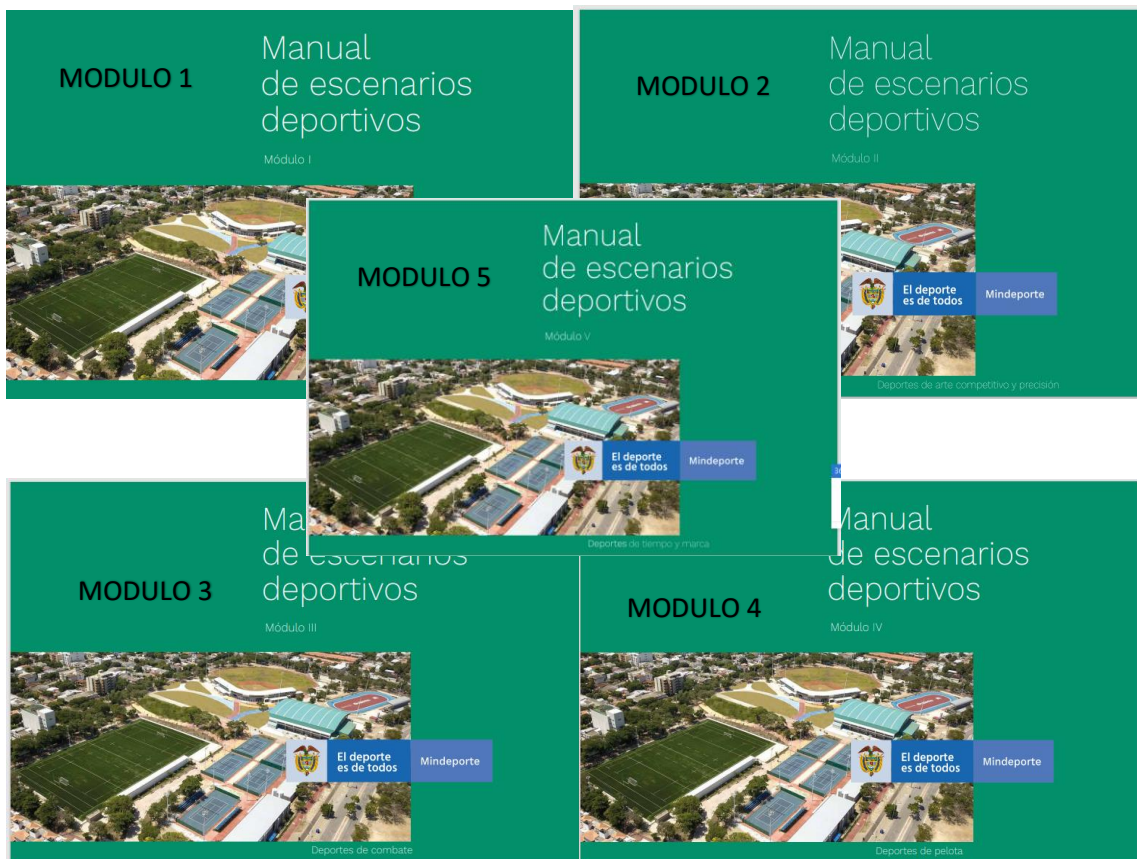 MODULO 1
Manual
de escenarios
deportivos
Módulo I
MODULO 2
Manual
de escenarios
deportivos
Módulo II
El deporte
es de todos
Mindeporte
Deportes de arte competitivo y precisión
MODULO 5
Manual
de escenarios
deportivos
Módulo V
El deporte
es de todos
Mindeporte
Deportes de tiempo y marca
MODULO 3
Ma
de escenarios
deportivos
Módulo III
El deporte
es de todos
Mindeporte
Deportes de combate
MODULO 4
Manual
de escenarios
deportivos
Módulo IV
El deporte
es de todos
Mindeporte
Deportes de pelota